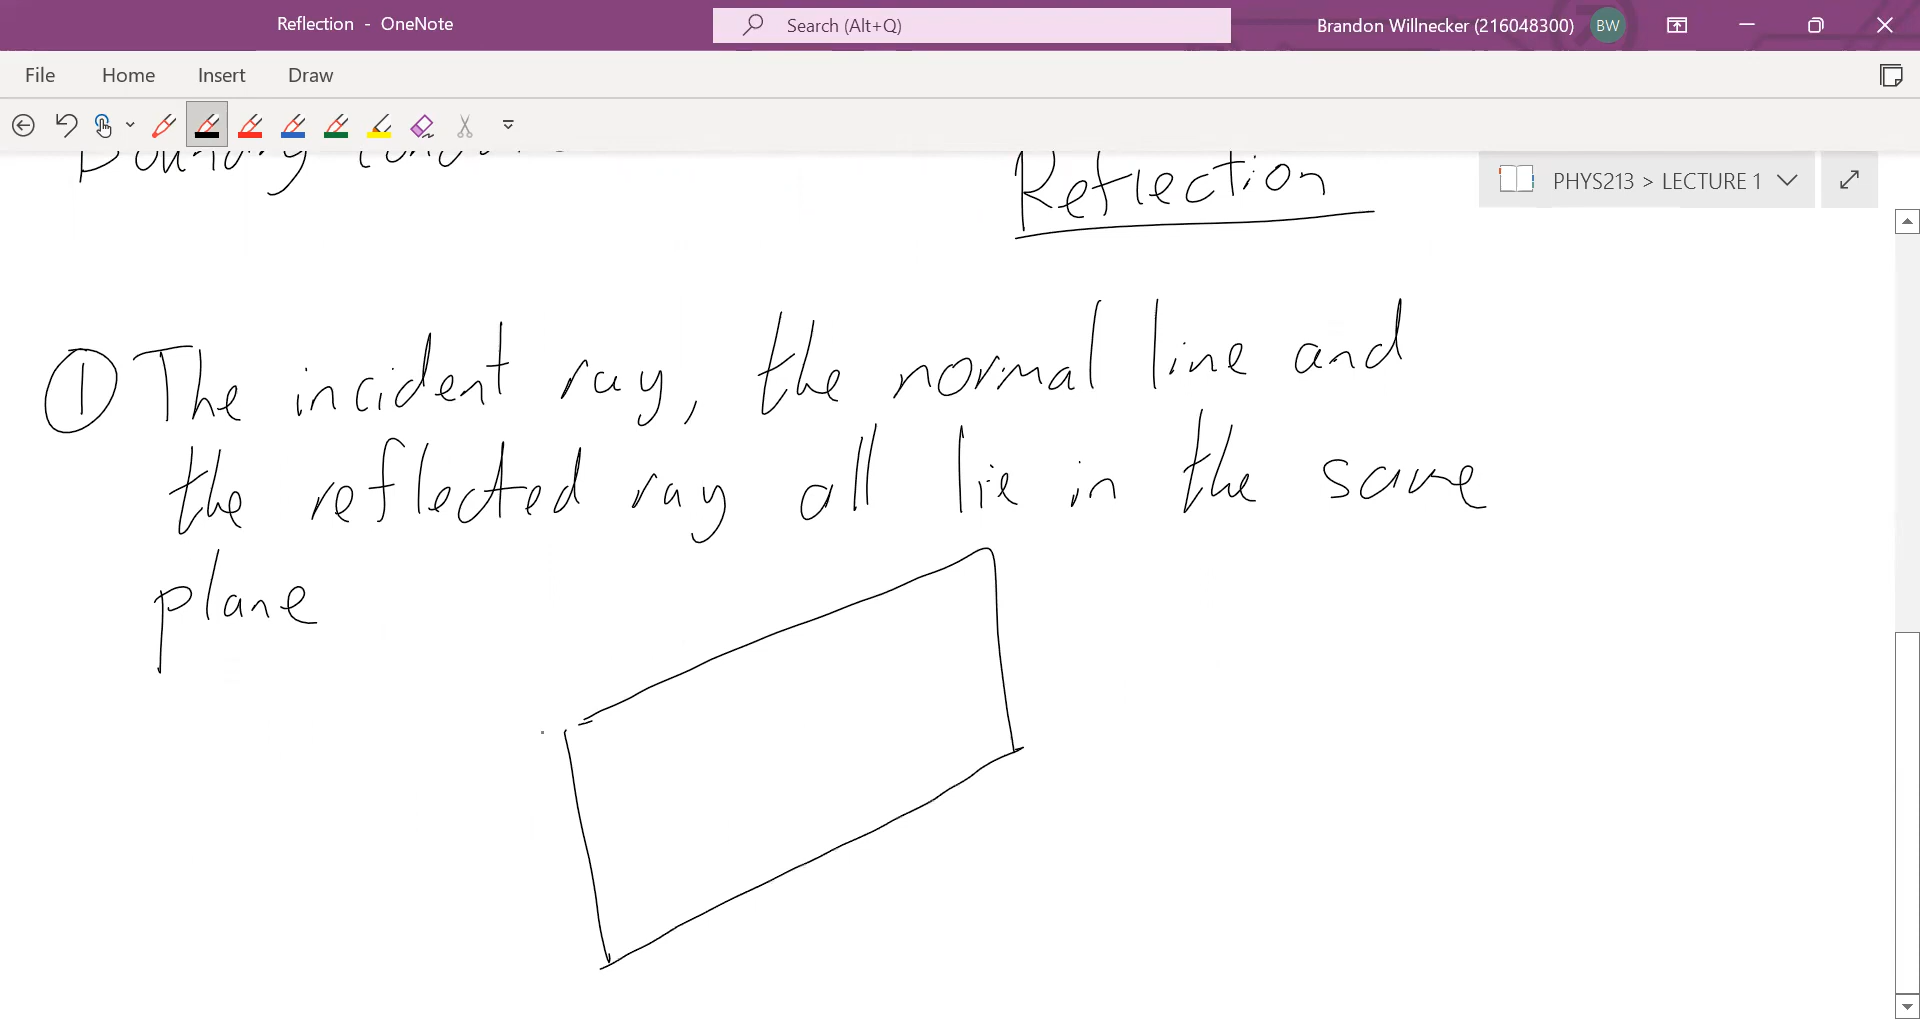 Reflection - OneNote
Search (Alt+Q)
Brandon Willnecker (216048300)
BW
File
Home
Insert
Draw
Reflection
PHYS213 > LECTURE 1
① The incident ray, the normal line and
the reflected ray all lie in the same
plane